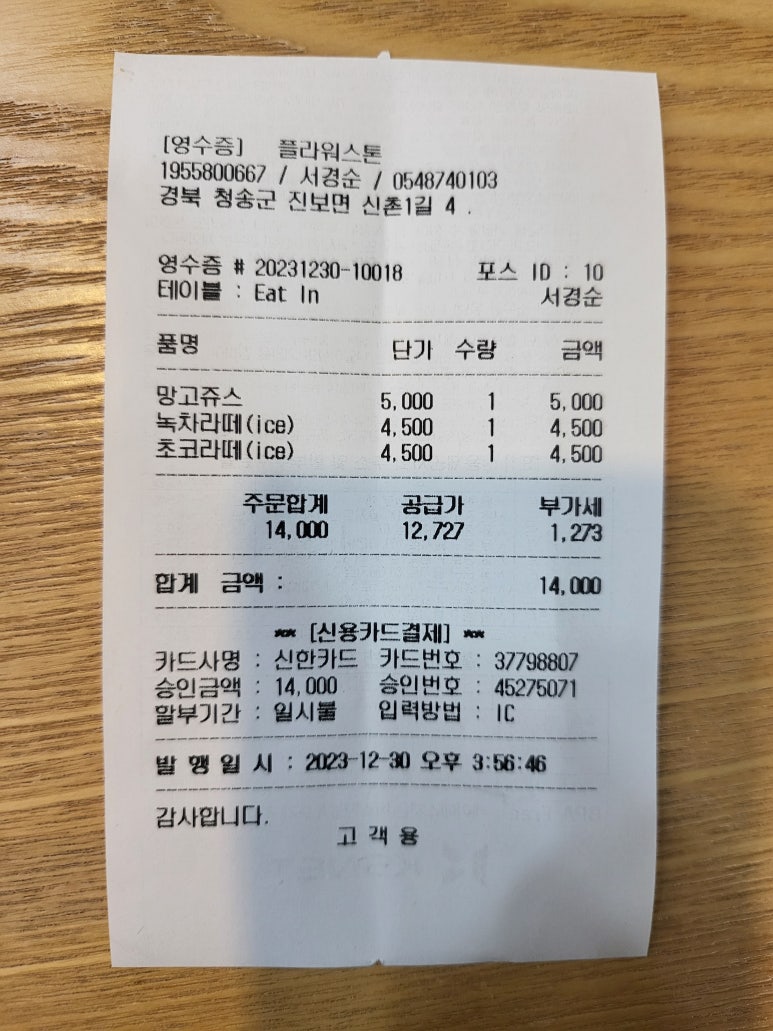 [영수증] 플라워스톤
1955800667 / 서경순 / 0548740103
경북 청송군 진보면 신촌1길 4 .
영수증 # 20231230-10018 포스 ID : 10
테이블 : Eat In 서경순
품명 단가 수량 금액
망고쥬스 5,000 1 5,000
녹차라떼(ice) 4,500 1 4,500
초코라떼(ice) 4,500 1 4,500
주문합계 공급가 부가세
14,000 12,727 1,273
합계 금액 : 14,000
** [신용카드결제] **
카드사명 : 신한카드 카드번호 : 37798807
승인금액 : 14,000 승인번호 : 45275071
할부기간 : 일시불 입력방법 : IC
발 행 일 시 : 2023-12-30 오후 3:56:46
감사합니다.
고 객 용